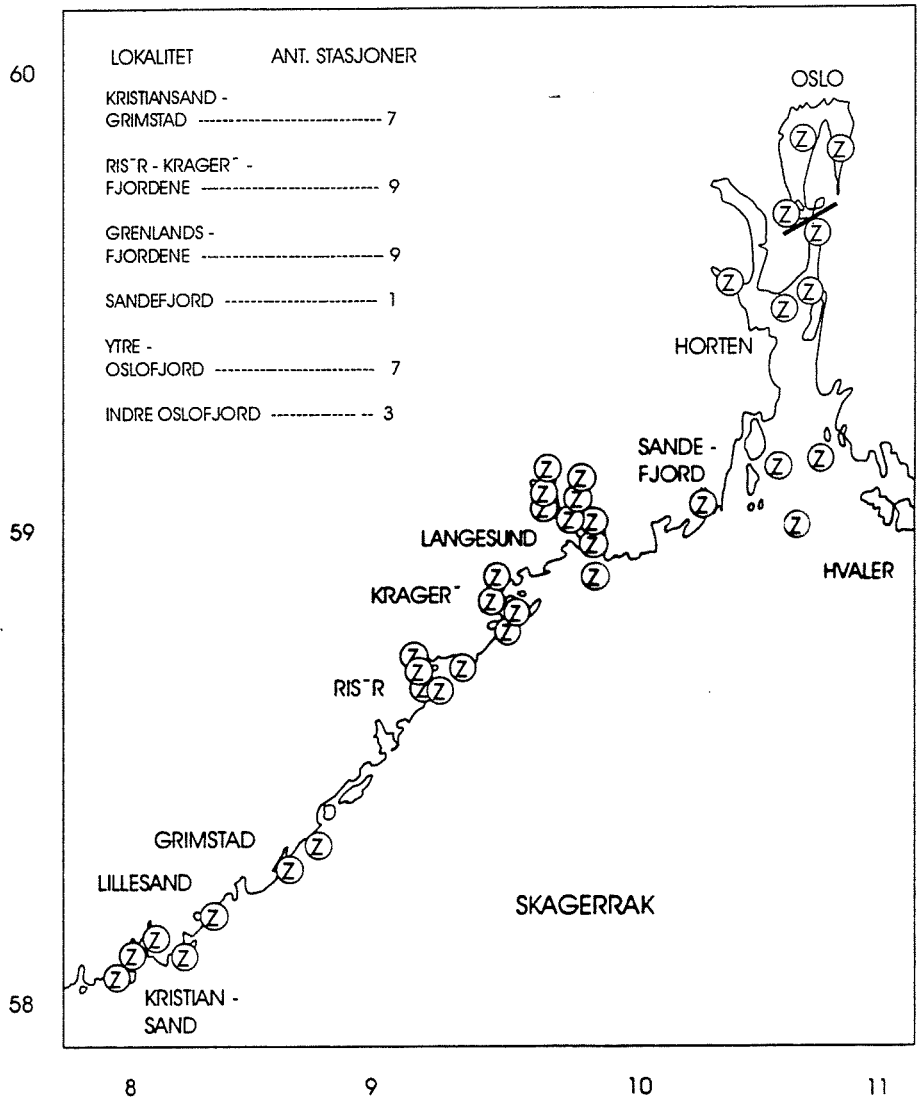 LOKALITET ANT. STASJONER
KRISTIANSAND -
GRIMSTAD ---------------------- 7
RIS¯R - KRAGER¯ -
FJORDENE ---------------------- 9
GRENLANDS -
FJORDENE ---------------------- 9
SANDEFJORD ------------------- 1
YTRE -
OSLOFJORD -------------------- 7
INDRE OSLOFJORD ------------ -- 3
60
59
58
OSLO
Z
Z
Z
Z
Z
Z
Z
HORTEN
SANDE -
FJORD
Z
Z
Z
Z
HVALER
Z
Z
Z
Z
Z
Z
Z
Z
Z
LANGESUND
Z
KRAGER¯
Z
Z
Z
Z
RIS¯R
Z
Z
Z
Z
Z
GRIMSTAD
Z
Z
LILLESAND
Z
Z
Z
Z
Z
KRISTIAN -
SAND
SKAGERRAK
8 9 10 11